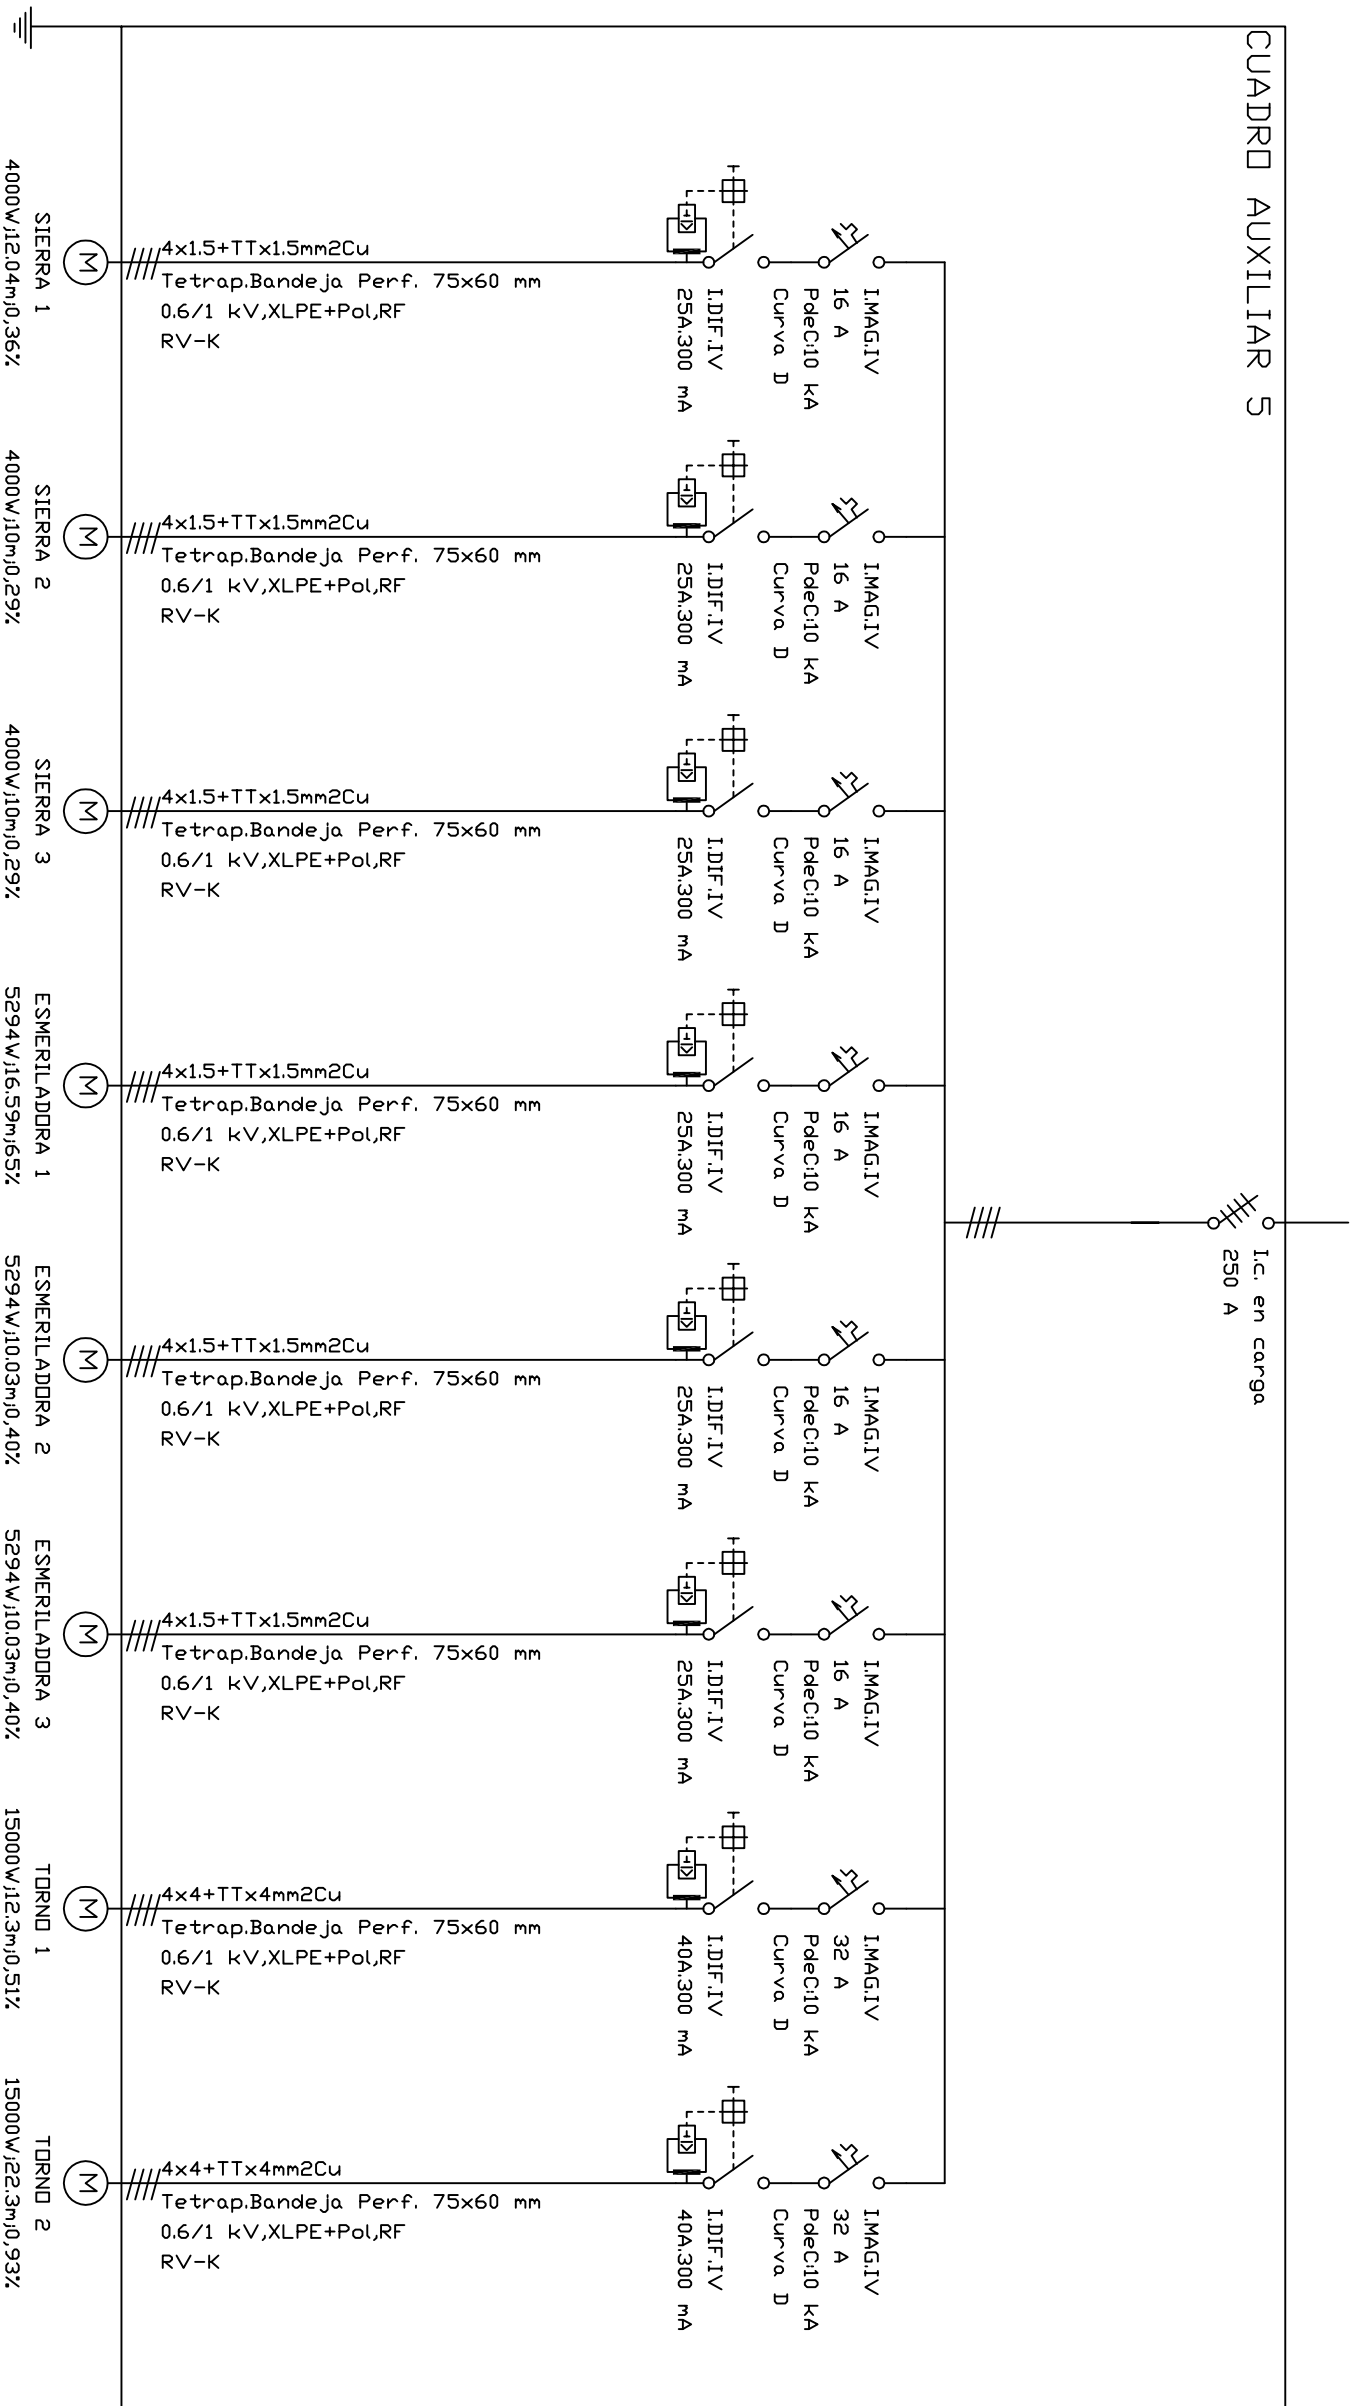 CUADRO AUXILIAR 5
I.c. en carga
250 A
I.MAG.IV
16 A
PdeC:10 kA
Curva D
I.DIF.IV
25A.300 mA
4x1.5+TTx1.5mm2Cu
Tetrap.Bandeja Perf. 75x60 mm
0.6/1 kV,XLPE+Pol,RF
RV-K
M
SIERRA 1
4000W;12.04m;0,36%
I.MAG.IV
16 A
PdeC:10 kA
Curva D
I.DIF.IV
25A.300 mA
4x1.5+TTx1.5mm2Cu
Tetrap.Bandeja Perf. 75x60 mm
0.6/1 kV,XLPE+Pol,RF
RV-K
M
SIERRA 2
4000W;10m;0,29%
I.MAG.IV
16 A
PdeC:10 kA
Curva D
I.DIF.IV
25A.300 mA
4x1.5+TTx1.5mm2Cu
Tetrap.Bandeja Perf. 75x60 mm
0.6/1 kV,XLPE+Pol,RF
RV-K
M
SIERRA 3
4000W;10m;0,29%
I.MAG.IV
16 A
PdeC:10 kA
Curva D
I.DIF.IV
25A.300 mA
4x1.5+TTx1.5mm2Cu
Tetrap.Bandeja Perf. 75x60 mm
0.6/1 kV,XLPE+Pol,RF
RV-K
M
ESMERILADORA 1
5294W;16.59m;65%
I.MAG.IV
16 A
PdeC:10 kA
Curva D
I.DIF.IV
25A.300 mA
4x1.5+TTx1.5mm2Cu
Tetrap.Bandeja Perf. 75x60 mm
0.6/1 kV,XLPE+Pol,RF
RV-K
M
ESMERILADORA 2
5294W;10.03m;0,40%
I.MAG.IV
16 A
PdeC:10 kA
Curva D
I.DIF.IV
25A.300 mA
4x1.5+TTx1.5mm2Cu
Tetrap.Bandeja Perf. 75x60 mm
0.6/1 kV,XLPE+Pol,RF
RV-K
M
ESMERILADORA 3
5294W;10.03m;0,40%
I.MAG.IV
32 A
PdeC:10 kA
Curva D
I.DIF.IV
40A.300 mA
4x4+TTx4mm2Cu
Tetrap.Bandeja Perf. 75x60 mm
0.6/1 kV,XLPE+Pol,RF
RV-K
M
TORNO 1
15000W;12.3m;0,51%
I.MAG.IV
32 A
PdeC:10 kA
Curva D
I.DIF.IV
40A.300 mA
4x4+TTx4mm2Cu
Tetrap.Bandeja Perf. 75x60 mm
0.6/1 kV,XLPE+Pol,RF
RV-K
M
TORNO 2
15000W;22.3m;0,93%